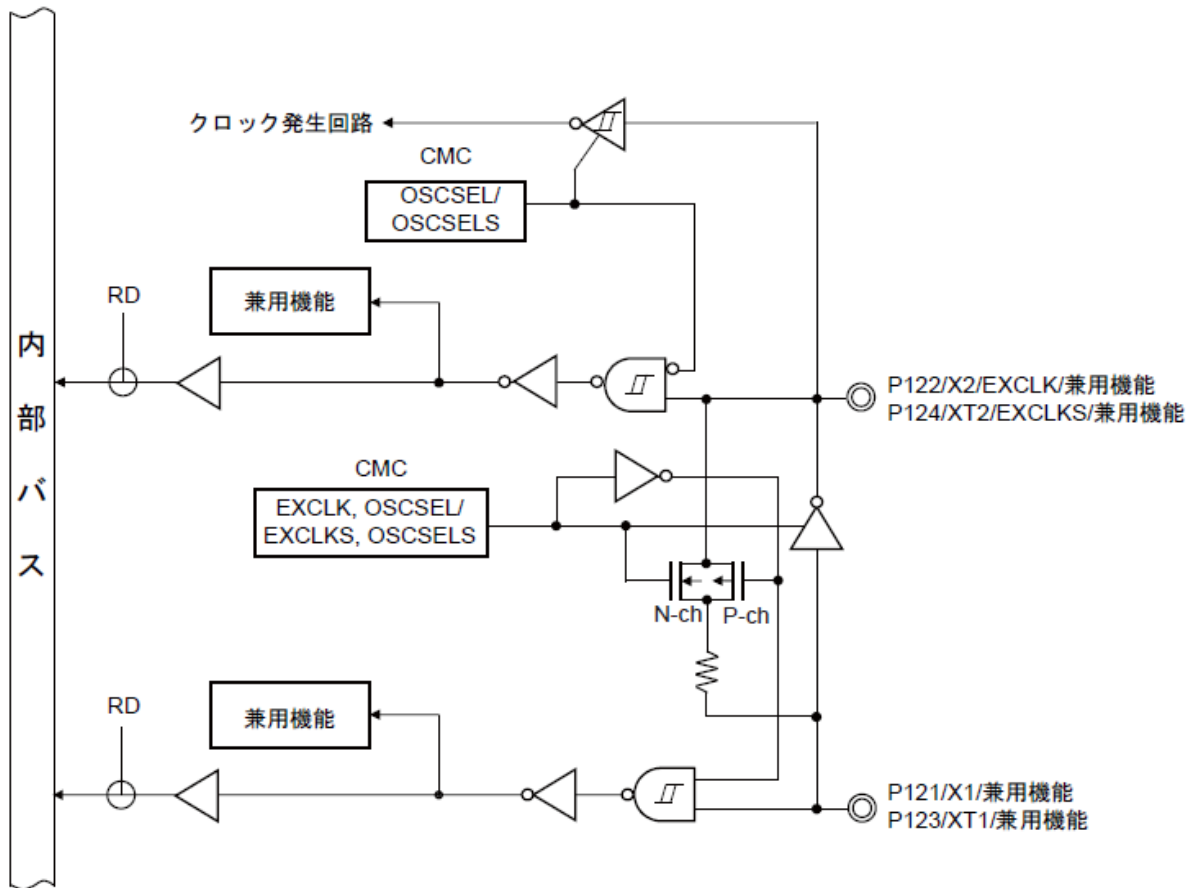 クロック発生回路
CMC
OSCSEL/
OSCSELS
兼用機能
RD
内部バス
P122/X2/EXCLK/兼用機能
P124/XT2/EXCLKS/兼用機能
CMC
EXCLK, OSCSEL/
EXCLKS, OSCSELS
N-ch
P-ch
兼用機能
RD
P121/X1/兼用機能
P123/XT1/兼用機能